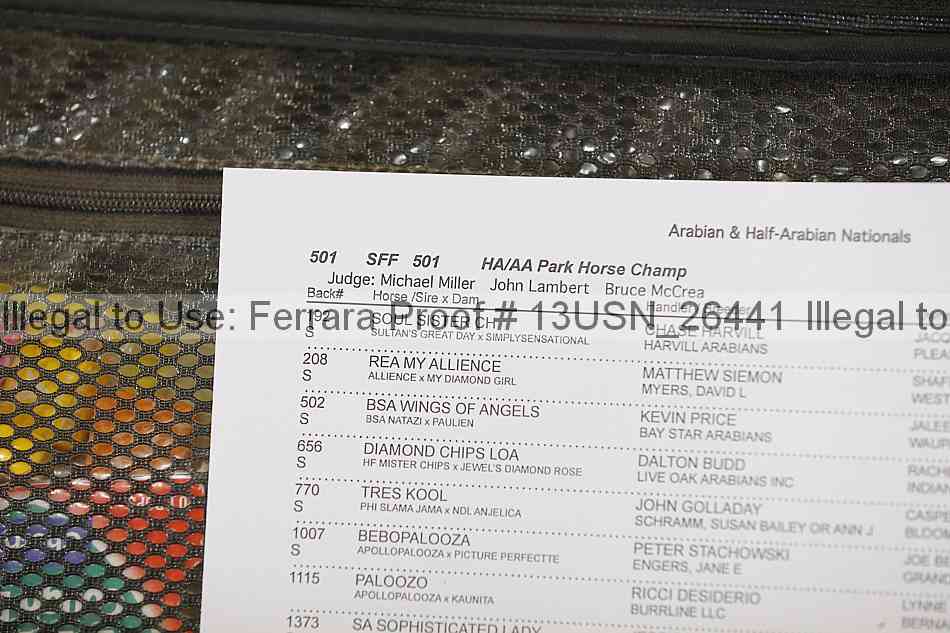 Arabian & Half-Arabian Nationals
501 SFF 501 HA/AA Park Horse Champ
Judge: Michael Miller John Lambert Bruce McCrea
Back# Horse /Sire x Dam
Illegal to Use: Ferrara Proof # 13USN_26441 Illegal to
192 SOUL SISTER CH HARVILL
S SULTAN'S GREAT DAY x SIMPLYSENSATIONAL HARVILL ARABIANS
208 REA MY ALLIENCE MATTHEW SIEMON
S ALLIENCE x MY DIAMOND GIRL MYERS, DAVID L WEST
502 BSA WINGS OF ANGELS KEVIN PRICE
S BSA NATAZI x PAULIEN BAY STAR ARABIANS
656 DIAMOND CHIPS LOA DALTON BUDD
S HF MISTER CHIPS x JEWEL'S DIAMOND ROSE LIVE OAK ARABIANS INC
770 TRES KOOL JOHN GOLLADAY
S PHI SLAMA JAMA x NDL ANJELICA SCHRAMM, SUSAN BAILEY OR ANN J
1007 BEBOPALOOZA PETER STACHOWSKI JOE BE
S APOLLOPALOOZA x PICTURE PERFECTTE ENGERS, JANE E
1115 PALOOZO RICCI DESIDERIO LYNNE
APOLLOPALOOZA x KAUNITA BURRLINE LLC BERNA
1373 SA SOPHISTICATED LADY